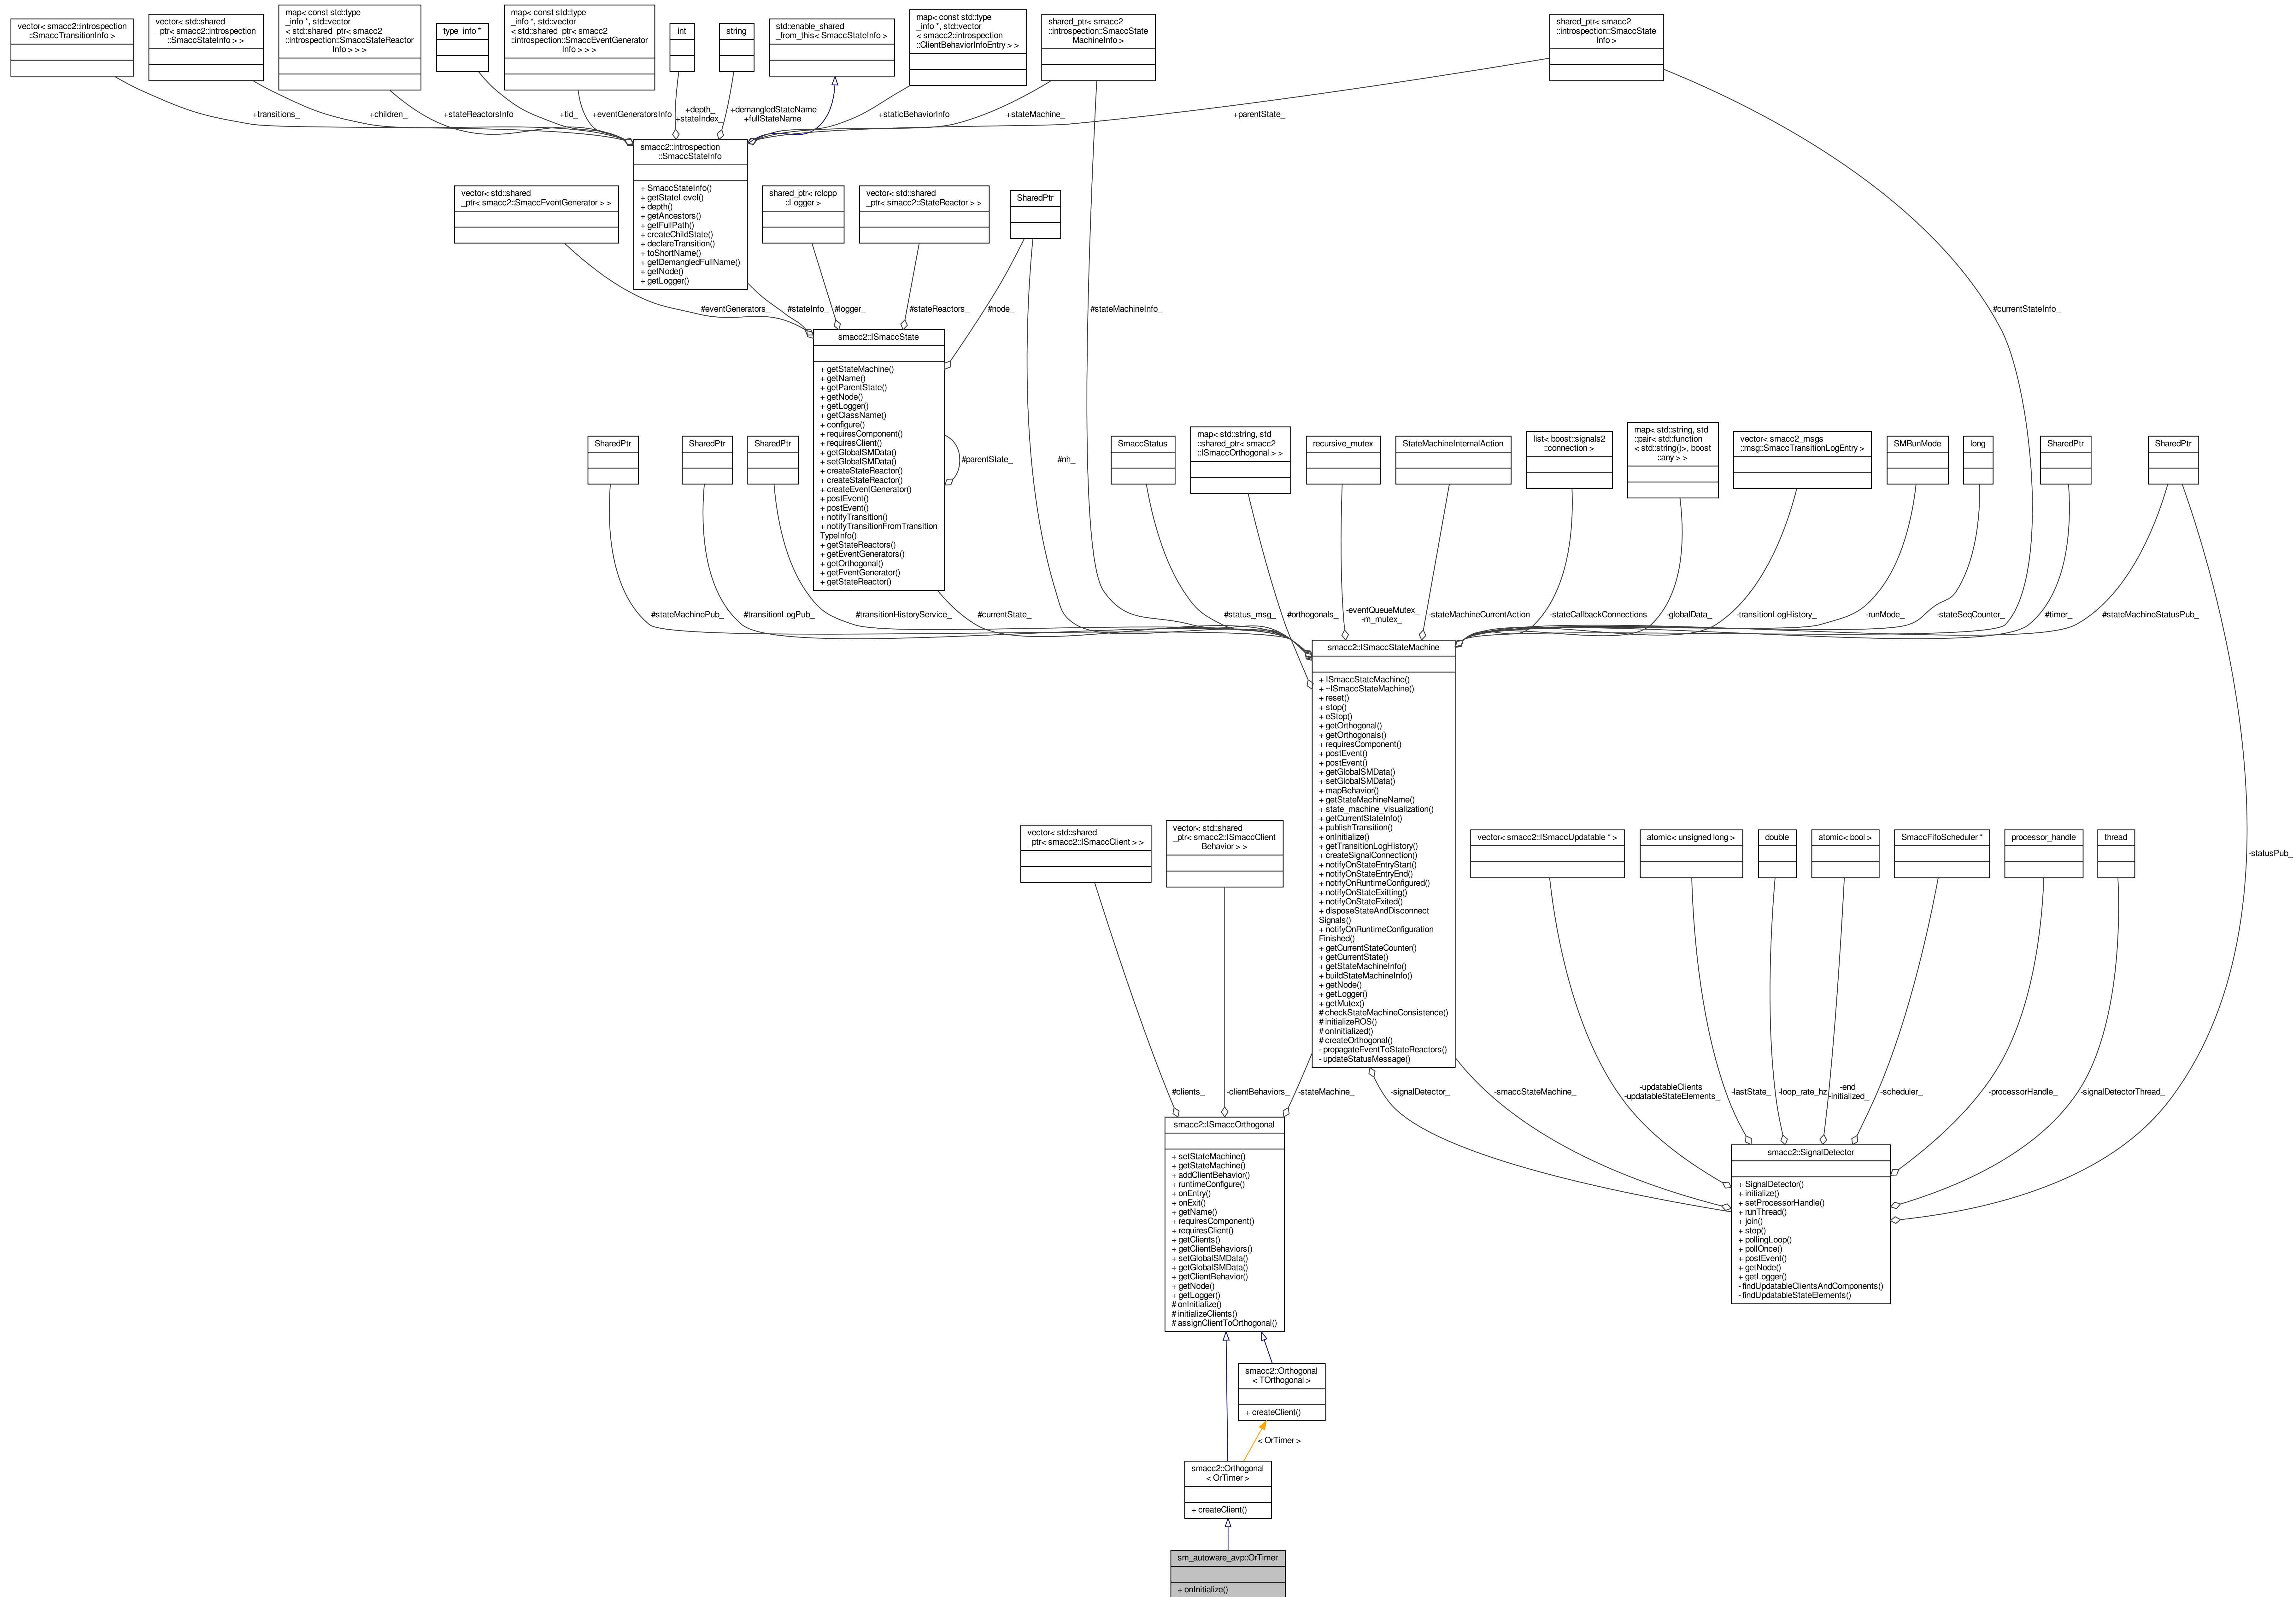 vector< smacc2::introspection
::SmaccTransitionInfo >
vector< std::shared
_ptr< smacc2::introspection
::SmaccStateInfo > >
map< const std::type
_info *, std::vector
< std::shared_ptr< smacc2
::introspection::SmaccStateReactor
Info > > >
type_info *
map< const std::type
_info *, std::vector
< std::shared_ptr< smacc2
::introspection::SmaccEventGenerator
Info > > >
int
string
std::enable_shared
_from_this< SmaccStateInfo >
map< const std::type
_info *, std::vector
< smacc2::introspection
::ClientBehaviorInfoEntry > >
shared_ptr< smacc2
::introspection::SmaccState
MachineInfo >
shared_ptr< smacc2
::introspection::SmaccState
Info >
+transitions_
+children_
+stateReactorsInfo
+tid_
+eventGeneratorsInfo
+depth_
+stateIndex_
+demangledStateName
+fullStateName
+staticBehaviorInfo
+stateMachine_
+parentState_
smacc2::introspection
::SmaccStateInfo
+ SmaccStateInfo()
+ getStateLevel()
+ depth()
+ getAncestors()
+ getFullPath()
+ createChildState()
+ declareTransition()
+ toShortName()
+ getDemangledFullName()
+ getNode()
+ getLogger()
vector< std::shared
_ptr< smacc2::SmaccEventGenerator > >
shared_ptr< rclcpp
::Logger >
vector< std::shared
_ptr< smacc2::StateReactor > >
SharedPtr
#eventGenerators_
#stateInfo_
#logger_
#stateReactors_
#node_
#stateMachineInfo_
#currentStateInfo_
smacc2::ISmaccState
+ getStateMachine()
+ getName()
+ getParentState()
+ getNode()
+ getLogger()
+ getClassName()
+ configure()
+ requiresComponent()
+ requiresClient()
+ getOrthogonal()
+ getGlobalSMData()
+ setGlobalSMData()
+ createStateReactor()
+ createStateReactor()
+ createEventGenerator()
+ postEvent()
+ postEvent()
+ notifyTransition()
+ notifyTransitionFromTransition
TypeInfo()
+ getStateReactors()
+ getEventGenerators()
+ getOrthogonal()
+ getEventGenerator()
+ getStateReactor()
#parentState_
#nh_
SharedPtr
SharedPtr
SharedPtr
SmaccStatus
map< std::string, std
::shared_ptr< smacc2
::ISmaccOrthogonal > >
recursive_mutex
StateMachineInternalAction
list< boost::signals2
::connection >
map< std::string, std
::pair< std::function
< std::string()>, boost
::any > >
vector< smacc2_msgs
::msg::SmaccTransitionLogEntry >
SMRunMode
long
SharedPtr
SharedPtr
#stateMachinePub_
#transitionLogPub_
#transitionHistoryService_
#currentState_
#status_msg_
#orthogonals_
-eventQueueMutex_
-m_mutex_
-stateMachineCurrentAction
-stateCallbackConnections
-globalData_
-transitionLogHistory_
-runMode_
-stateSeqCounter_
#timer_
#stateMachineStatusPub_
smacc2::ISmaccStateMachine
+ ISmaccStateMachine()
+ ~ISmaccStateMachine()
+ reset()
+ stop()
+ eStop()
+ getOrthogonal()
+ getOrthogonals()
+ requiresComponent()
+ postEvent()
+ postEvent()
+ getGlobalSMData()
+ setGlobalSMData()
+ mapBehavior()
+ getStateMachineName()
+ state_machine_visualization()
+ getCurrentStateInfo()
+ publishTransition()
+ onInitialize()
+ getTransitionLogHistory()
+ createSignalConnection()
+ notifyOnStateEntryStart()
+ notifyOnStateEntryEnd()
+ notifyOnRuntimeConfigured()
+ notifyOnStateExitting()
+ notifyOnStateExited()
+ disposeStateAndDisconnect
Signals()
+ notifyOnRuntimeConfiguration
Finished()
+ getCurrentStateCounter()
+ getCurrentState()
+ getStateMachineInfo()
+ buildStateMachineInfo()
+ getNode()
+ getLogger()
+ getMutex()
# checkStateMachineConsistence()
# initializeROS()
# onInitialized()
# createOrthogonal()
- propagateEventToStateReactors()
- updateStatusMessage()
vector< std::shared
_ptr< smacc2::ISmaccClient > >
vector< std::shared
_ptr< smacc2::ISmaccClient
Behavior > >
vector< smacc2::ISmaccUpdatable * >
atomic< unsigned long >
double
atomic< bool >
SmaccFifoScheduler *
processor_handle
thread
-statusPub_
#clients_
-clientBehaviors_
-stateMachine_
-signalDetector_
-smaccStateMachine_
-updatableClients_
-updatableStateElements_
-lastState_
-loop_rate_hz
-end_
-initialized_
-scheduler_
-processorHandle_
-signalDetectorThread_
smacc2::ISmaccOrthogonal
+ setStateMachine()
+ getStateMachine()
+ addClientBehavior()
+ runtimeConfigure()
+ onEntry()
+ onExit()
+ getName()
+ requiresComponent()
+ requiresClient()
+ getClients()
+ getClientBehaviors()
+ setGlobalSMData()
+ getGlobalSMData()
+ getClientBehavior()
+ getNode()
+ getLogger()
# onInitialize()
# initializeClients()
# assignClientToOrthogonal()
smacc2::SignalDetector
+ SignalDetector()
+ initialize()
+ setProcessorHandle()
+ runThread()
+ join()
+ stop()
+ pollingLoop()
+ pollOnce()
+ postEvent()
+ getNode()
+ getLogger()
- findUpdatableClientsAndComponents()
- findUpdatableStateElements()
smacc2::Orthogonal
< TOrthogonal >
+ createClient()
< OrTimer >
smacc2::Orthogonal
< OrTimer >
+ createClient()
sm_autoware_avp::OrTimer
+ onInitialize()